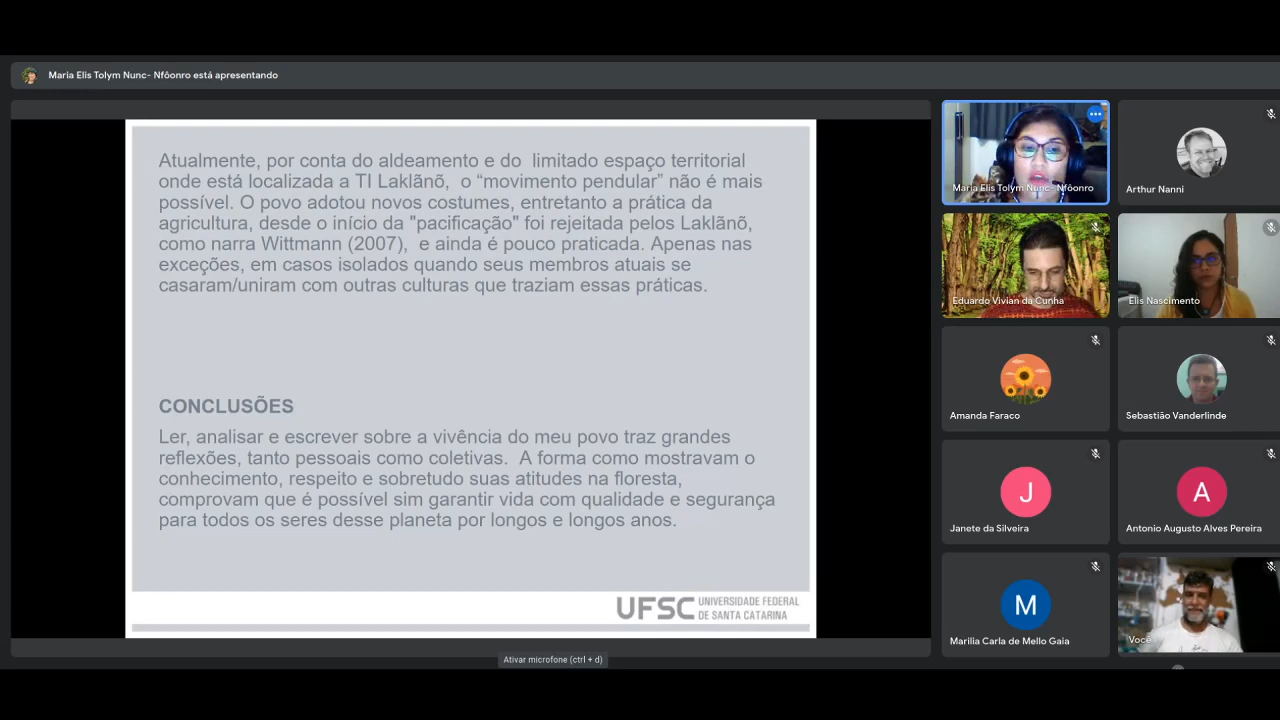 Maria Elis Tolym Nunc- Nfôonro está apresentando
Atualmente, por conta do aldeamento e do  limitado espaço territorial
onde está localizada a TI Laklãnõ,  o “movimento pendular” não é mais
possível. O povo adotou novos costumes, entretanto a prática da
agricultura, desde o início da "pacificação" foi rejeitada pelos Laklãnõ,
como narra Wittmann (2007),  e ainda é pouco praticada. Apenas nas
exceções, em casos isolados quando seus membros atuais se
casaram/uniram com outras culturas que traziam essas práticas.
CONCLUSÕES
Ler, analisar e escrever sobre a vivência do meu povo traz grandes
reflexões, tanto pessoais como coletivas.  A forma como mostravam o
conhecimento, respeito e sobretudo suas atitudes na floresta,
comprovam que é possível sim garantir vida com qualidade e segurança
para todos os seres desse planeta por longos e longos anos.
UFSC UNIVERSIDADE FEDERAL
DE SANTA CATARINA
Ativar microfone (ctrl + d)
Maria Elis Tolym Nunc- Nfôonro
Arthur Nanni
Eduardo Vivian da Cunha
Elis Nascimento
Amanda Faraco
Sebastião Vanderlinde
J
Janete da Silveira
A
Antonio Augusto Alves Pereira
M
Marilia Carla de Mello Gaia
Você